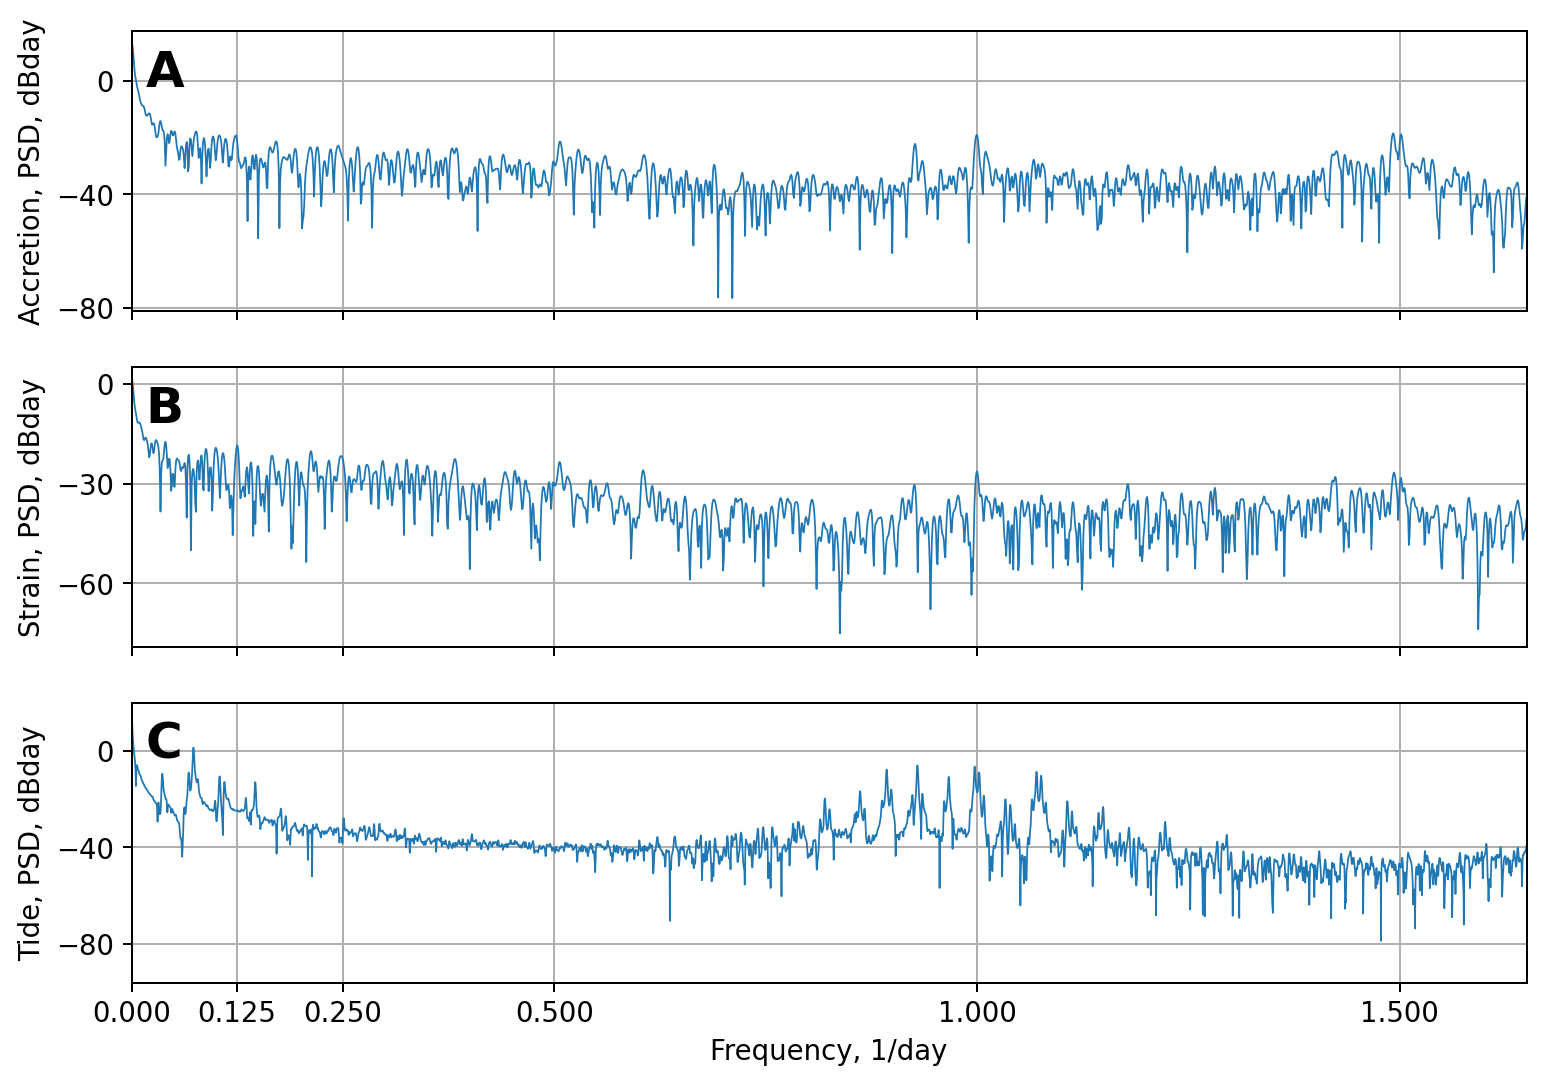 A
Accretion, PSD, dBday
0
−40
−80
B
Strain, PSD, dBday
0
−30
−60
C
Tide, PSD, dBday
0
−40
−80
0.000 0.125 0.250 0.500 1.000 1.500
Frequency, 1/day